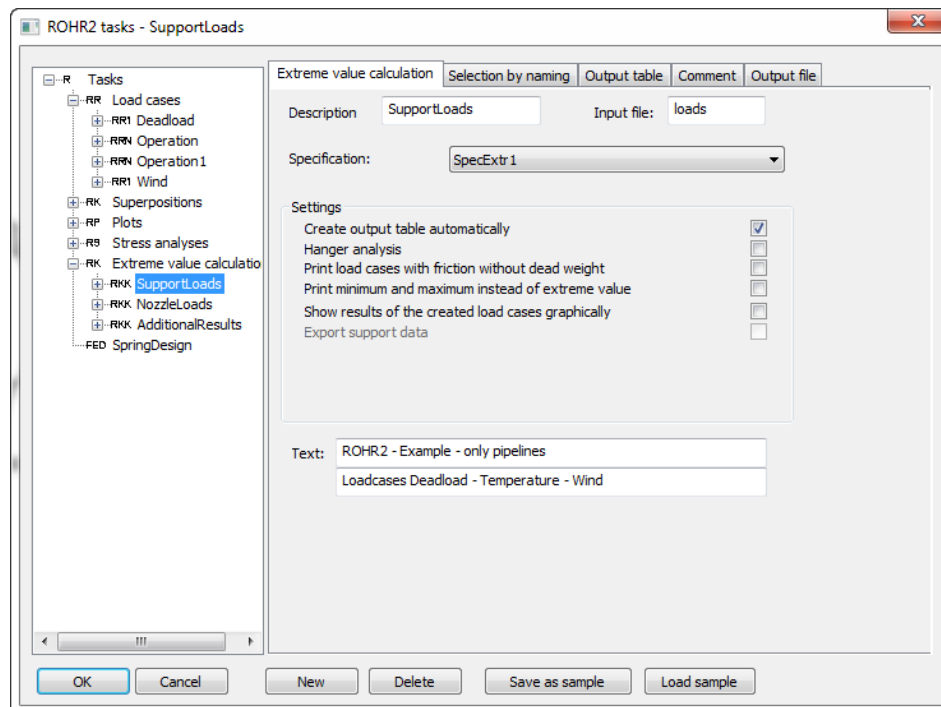 ROHR2 tasks - SupportLoads
R Tasks
RR Load cases
RR1 Deadload
RRN Operation
RRN Operation1
RR1 Wind
RK Superpositions
RP Plots
R9 Stress analyses
RK Extreme value calculatio
RKK SupportLoads
RKK NozzleLoads
RKK AdditionalResults
FED SpringDesign
Extreme value calculation Selection by naming Output table Comment Output file
Description SupportLoads Input file: loads
Specification: SpecExtr1
Settings
Create output table automatically
Hanger analysis
Print load cases with friction without dead weight
Print minimum and maximum instead of extreme value
Show results of the created load cases graphically
Export support data
Text: ROHR2 - Example - only pipelines
Loadcases Deadload - Temperature - Wind
OK Cancel New Delete Save as sample Load sample